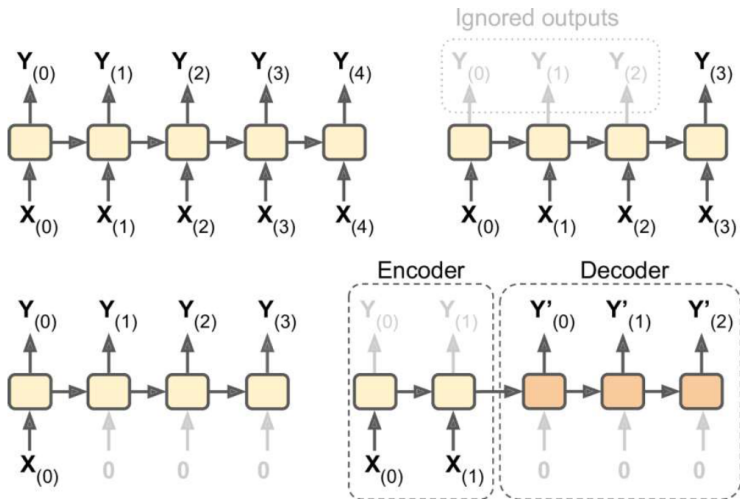 Ignored outputs
Y(0) Y(1) Y(2) Y(3) Y(4)
Y(0) Y(1) Y(2) Y(3)
X(0) X(1) X(2) X(3) X(4)
X(0) X(1) X(2) X(3)
Encoder
Decoder
Y(0) Y(1) Y(2) Y(3)
Y(0) Y(1)
Y'(0) Y'(1) Y'(2)
X(0) 0 0 0
X(0) X(1)
0 0 0